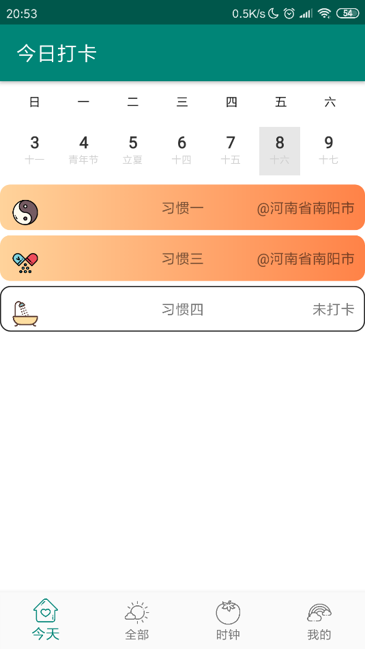 20:53 0.5K/s 54
今日打卡
日 一 二 三 四 五 六
3 4 5 6 7 8 9
十一 青年节 立夏 十四 十五 十六 十七
习惯一 @河南省南阳市
习惯三 @河南省南阳市
习惯四 未打卡
今天 全部 时钟 我的